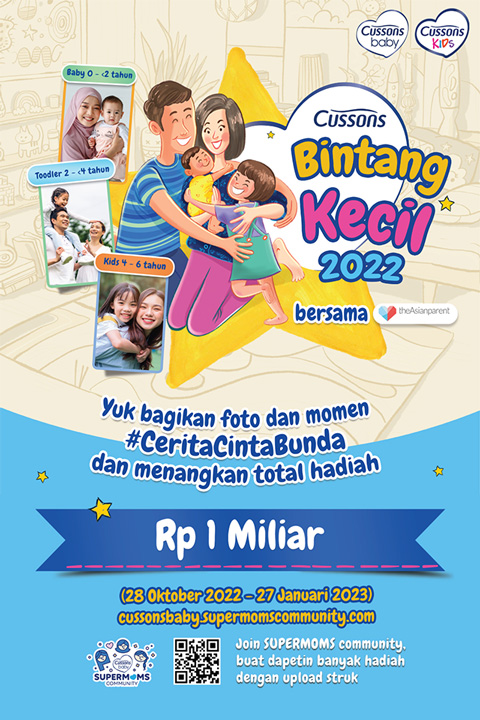 Cussons
baby
Cussons
KiDS
Baby 0 - <2 tahun
Toodler 2 - <4 tahun
Kids 4 - 6 tahun
Cussons
Bintang
Kecil
2022
bersama theAsianparent
Yuk bagikan foto dan momen
#CeritaCintaBunda
dan menangkan total hadiah
Rp 1 Miliar
(28 Oktober 2022 - 27 Januari 2023)
cussonsbaby.supermomscommunity.com
Cussons
baby
SUPERMOMS
COMMUNITY
Join SUPERMOMS community,
buat dapetin banyak hadiah
dengan upload struk